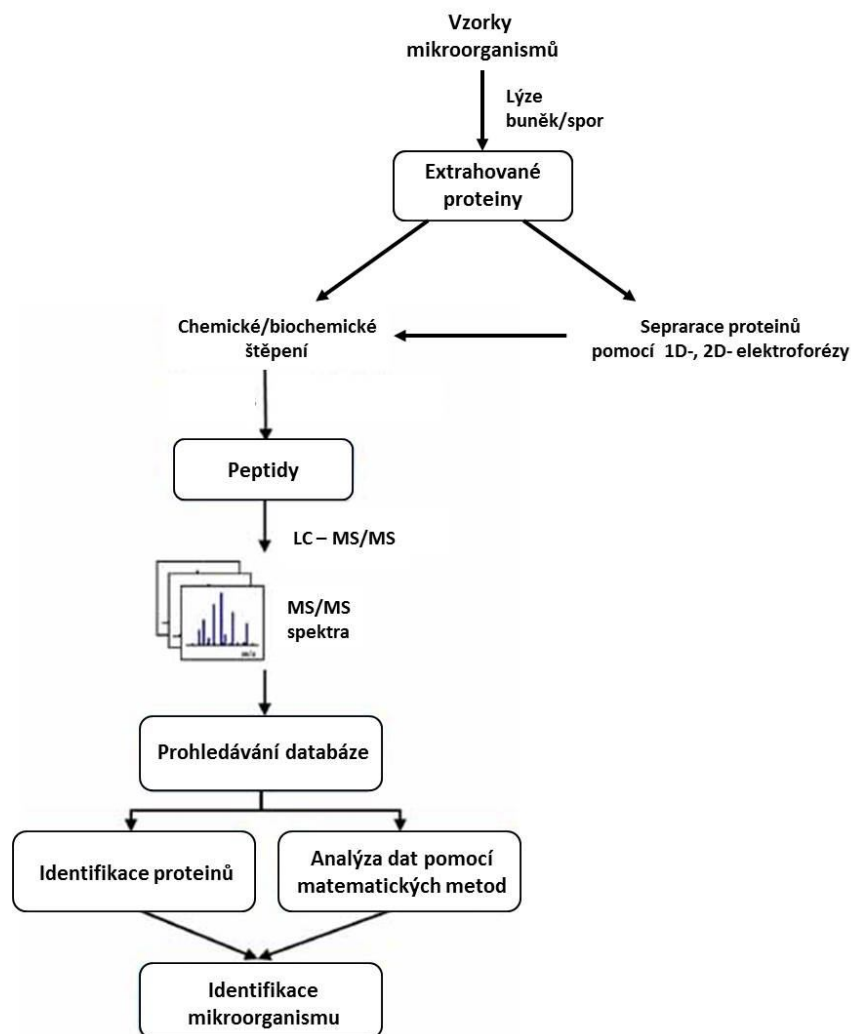 Vzorky
mikroorganismů
Lýze
buněk/spor
Extrahované
proteiny
Chemické/biochemické
štěpení
Seprarace proteinů
pomocí 1D-, 2D- elektroforézy
Peptidy
LC – MS/MS
MS/MS
spektra
m/z
Prohledávání databáze
Identifikace proteinů
Analýza dat pomocí
matematických metod
Identifikace
mikroorganismu